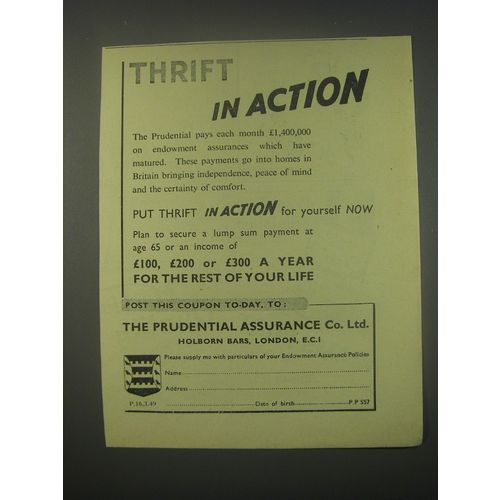 THRIFT
IN ACTION
The Prudential pays each month £1,400,000
on endowment assurances which have
matured. These payments go into homes in
Britain bringing independence, peace of mind
and the certainty of comfort.
PUT THRIFT IN ACTION for yourself NOW
Plan to secure a lump sum payment at
age 65 or an income of
£100, £200 or £300 A YEAR
FOR THE REST OF YOUR LIFE
POST THIS COUPON TO-DAY, TO:
THE PRUDENTIAL ASSURANCE Co. Ltd.
HOLBORN BARS, LONDON, E.C.1
Please supply me with particulars of your Endowment Assurance Policies
Name
Address
P.16.3.49 Date of birth P.P 557